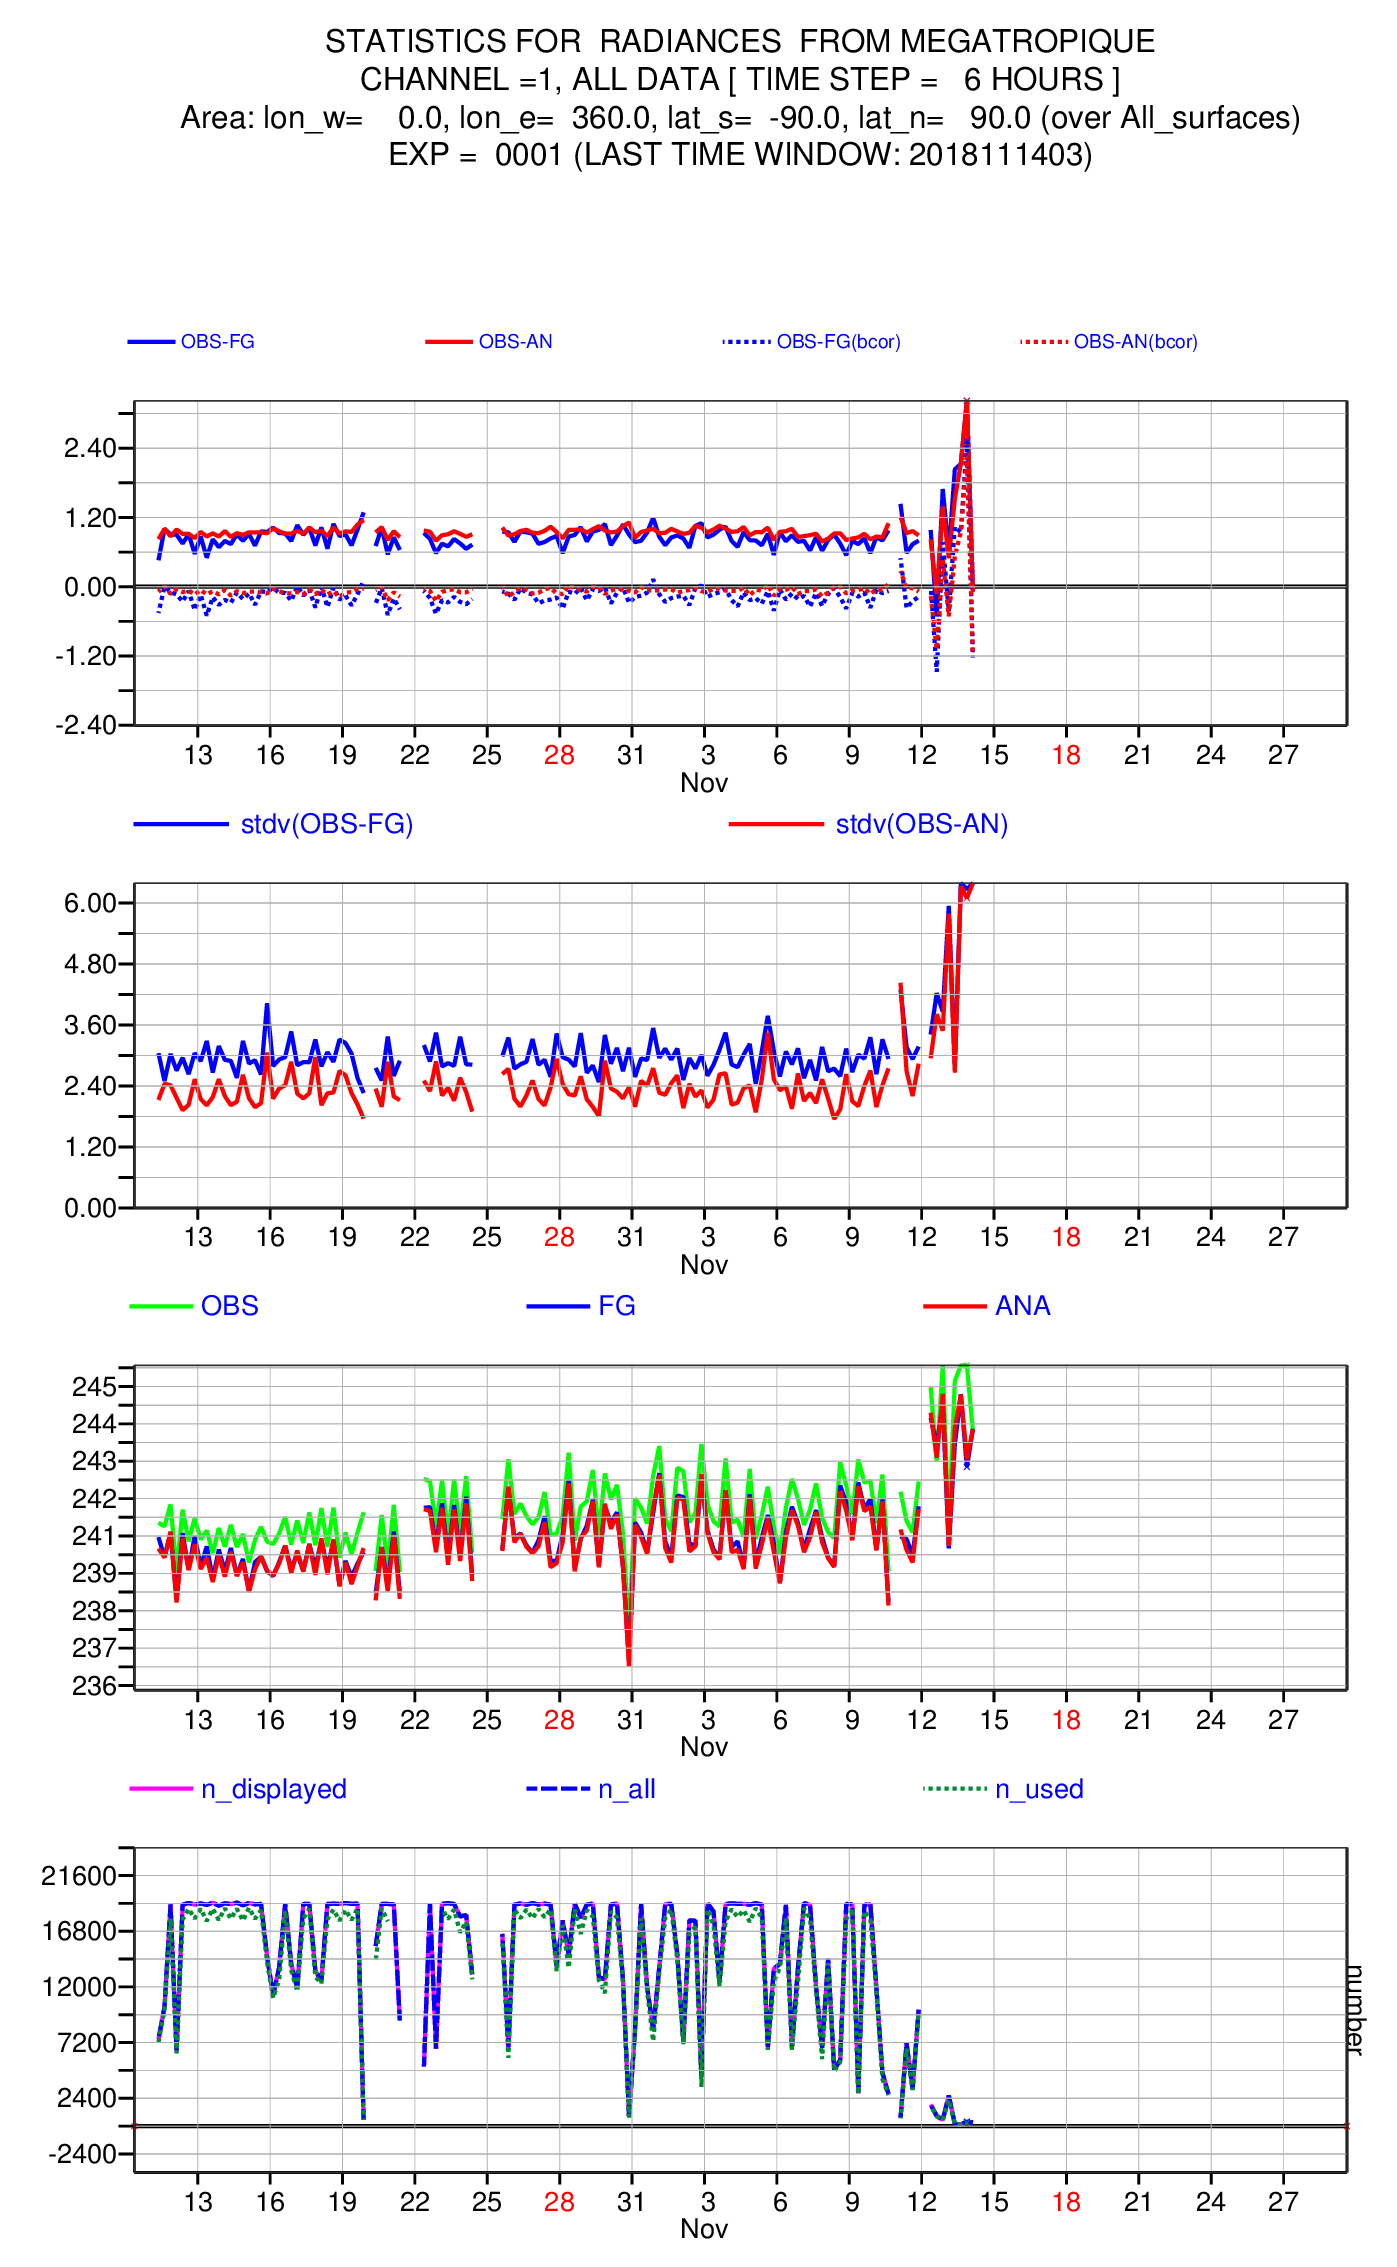 STATISTICS FOR RADIANCES FROM MEGATROPIQUE
CHANNEL =1, ALL DATA [ TIME STEP = 6 HOURS ]
Area: lon_w= 0.0, lon_e= 360.0, lat_s= -90.0, lat_n= 90.0 (over All_surfaces)
EXP = 0001 (LAST TIME WINDOW: 2018111403)
OBS-FG OBS-AN OBS-FG(bcor) OBS-AN(bcor)
2.40
1.20
0.00
-1.20
-2.40
13 16 19 22 25 28 31 3 6 9 12 15 18 21 24 27
Nov
stdv(OBS-FG) stdv(OBS-AN)
6.00
4.80
3.60
2.40
1.20
0.00
13 16 19 22 25 28 31 3 6 9 12 15 18 21 24 27
Nov
OBS FG ANA
245
244
243
242
241
239
238
237
236
13 16 19 22 25 28 31 3 6 9 12 15 18 21 24 27
Nov
n_displayed n_all n_used
21600
16800
12000
7200
2400
-2400
number
13 16 19 22 25 28 31 3 6 9 12 15 18 21 24 27
Nov